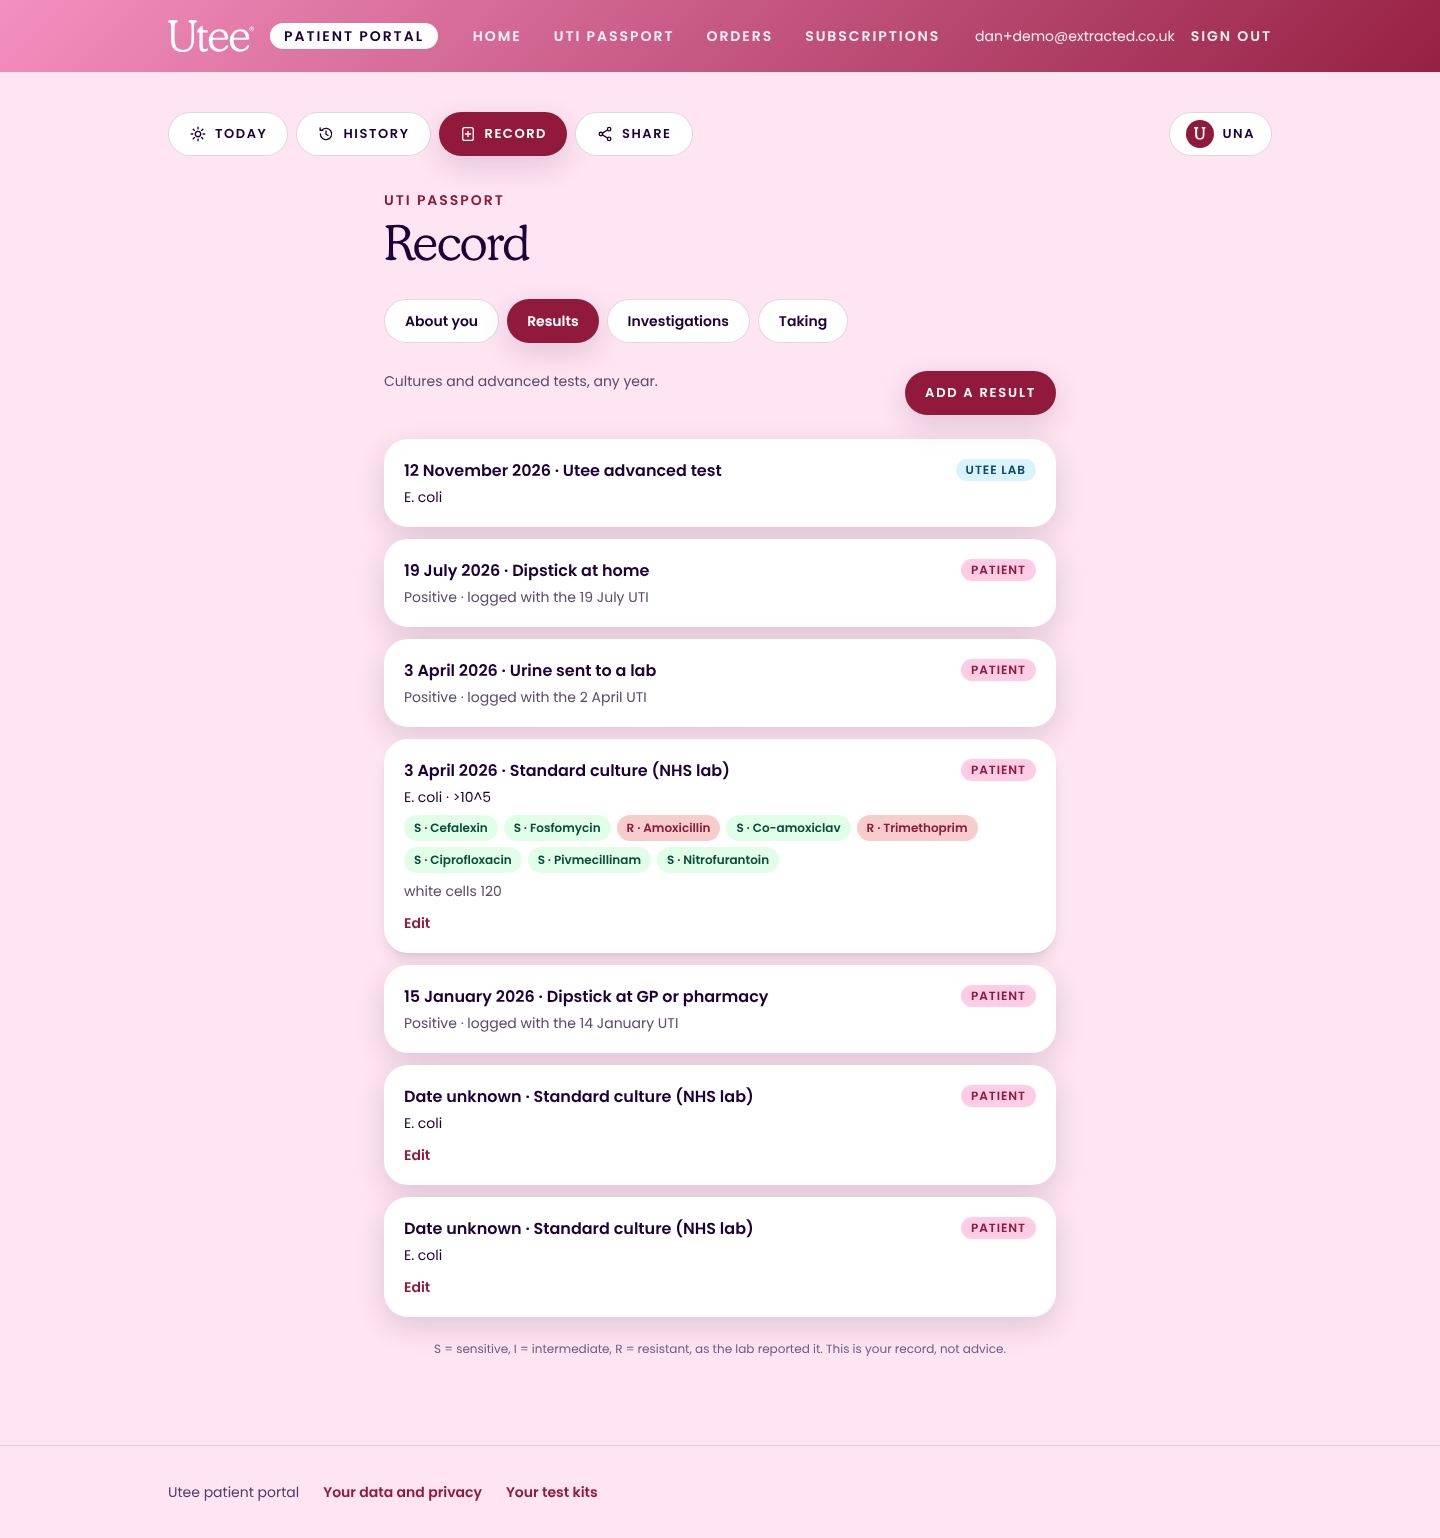 Utee® PATIENT PORTAL HOME UTI PASSPORT ORDERS SUBSCRIPTIONS dan+demo@extracted.co.uk SIGN OUT
TODAY HISTORY RECORD SHARE U UNA
UTI PASSPORT
Record
About you Results Investigations Taking
Cultures and advanced tests, any year.
ADD A RESULT
12 November 2026 · Utee advanced test UTEE LAB
E. coli
19 July 2026 · Dipstick at home PATIENT
Positive · logged with the 19 July UTI
3 April 2026 · Urine sent to a lab PATIENT
Positive · logged with the 2 April UTI
3 April 2026 · Standard culture (NHS lab) PATIENT
E. coli · >10^5
S · Cefalexin S · Fosfomycin R · Amoxicillin S · Co-amoxiclav R · Trimethoprim
S · Ciprofloxacin S · Pivmecillinam S · Nitrofurantoin
white cells 120
Edit
15 January 2026 · Dipstick at GP or pharmacy PATIENT
Positive · logged with the 14 January UTI
Date unknown · Standard culture (NHS lab) PATIENT
E. coli
Edit
Date unknown · Standard culture (NHS lab) PATIENT
E. coli
Edit
S = sensitive, I = intermediate, R = resistant, as the lab reported it. This is your record, not advice.
Utee patient portal Your data and privacy Your test kits